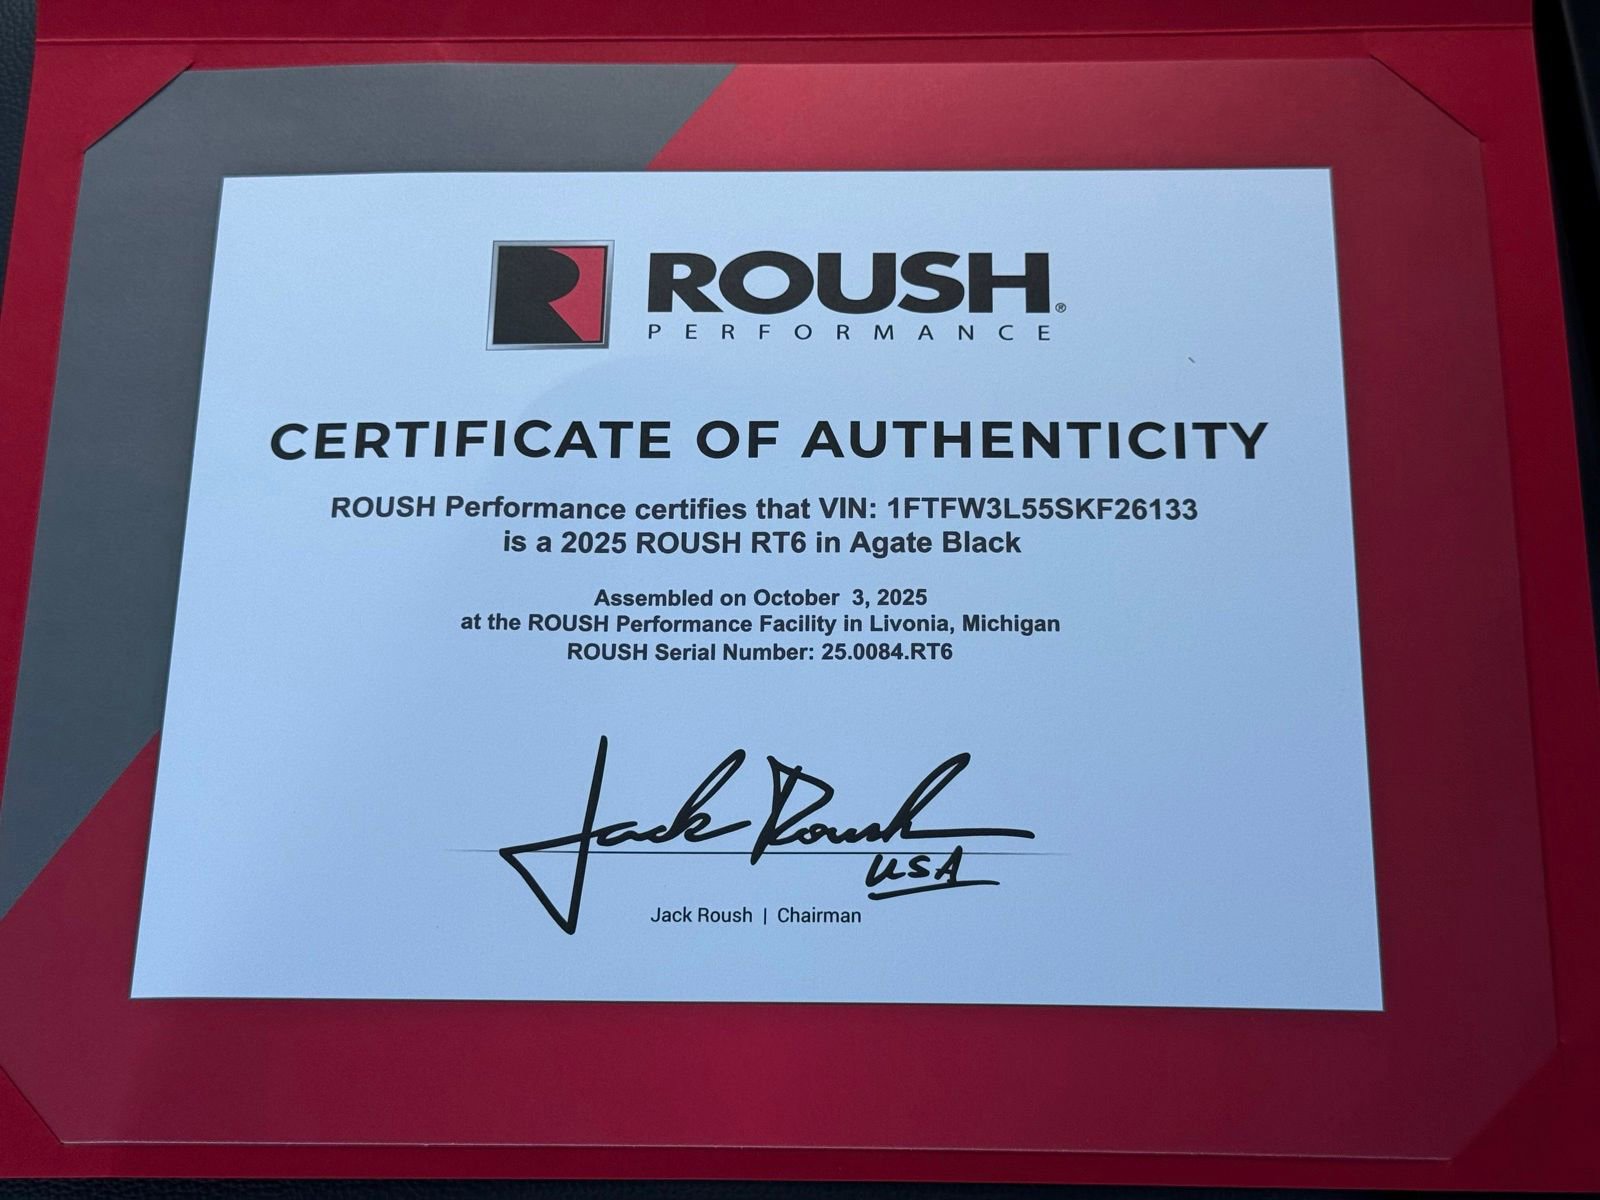 ROUSH®
PERFORMANCE
CERTIFICATE OF AUTHENTICITY
ROUSH Performance certifies that VIN: 1FTFW3L55SKF26133
is a 2025 ROUSH RT6 in Agate Black
Assembled on October 3, 2025
at the ROUSH Performance Facility in Livonia, Michigan
ROUSH Serial Number: 25.0084.RT6
Jack Roush
USA
Jack Roush | Chairman